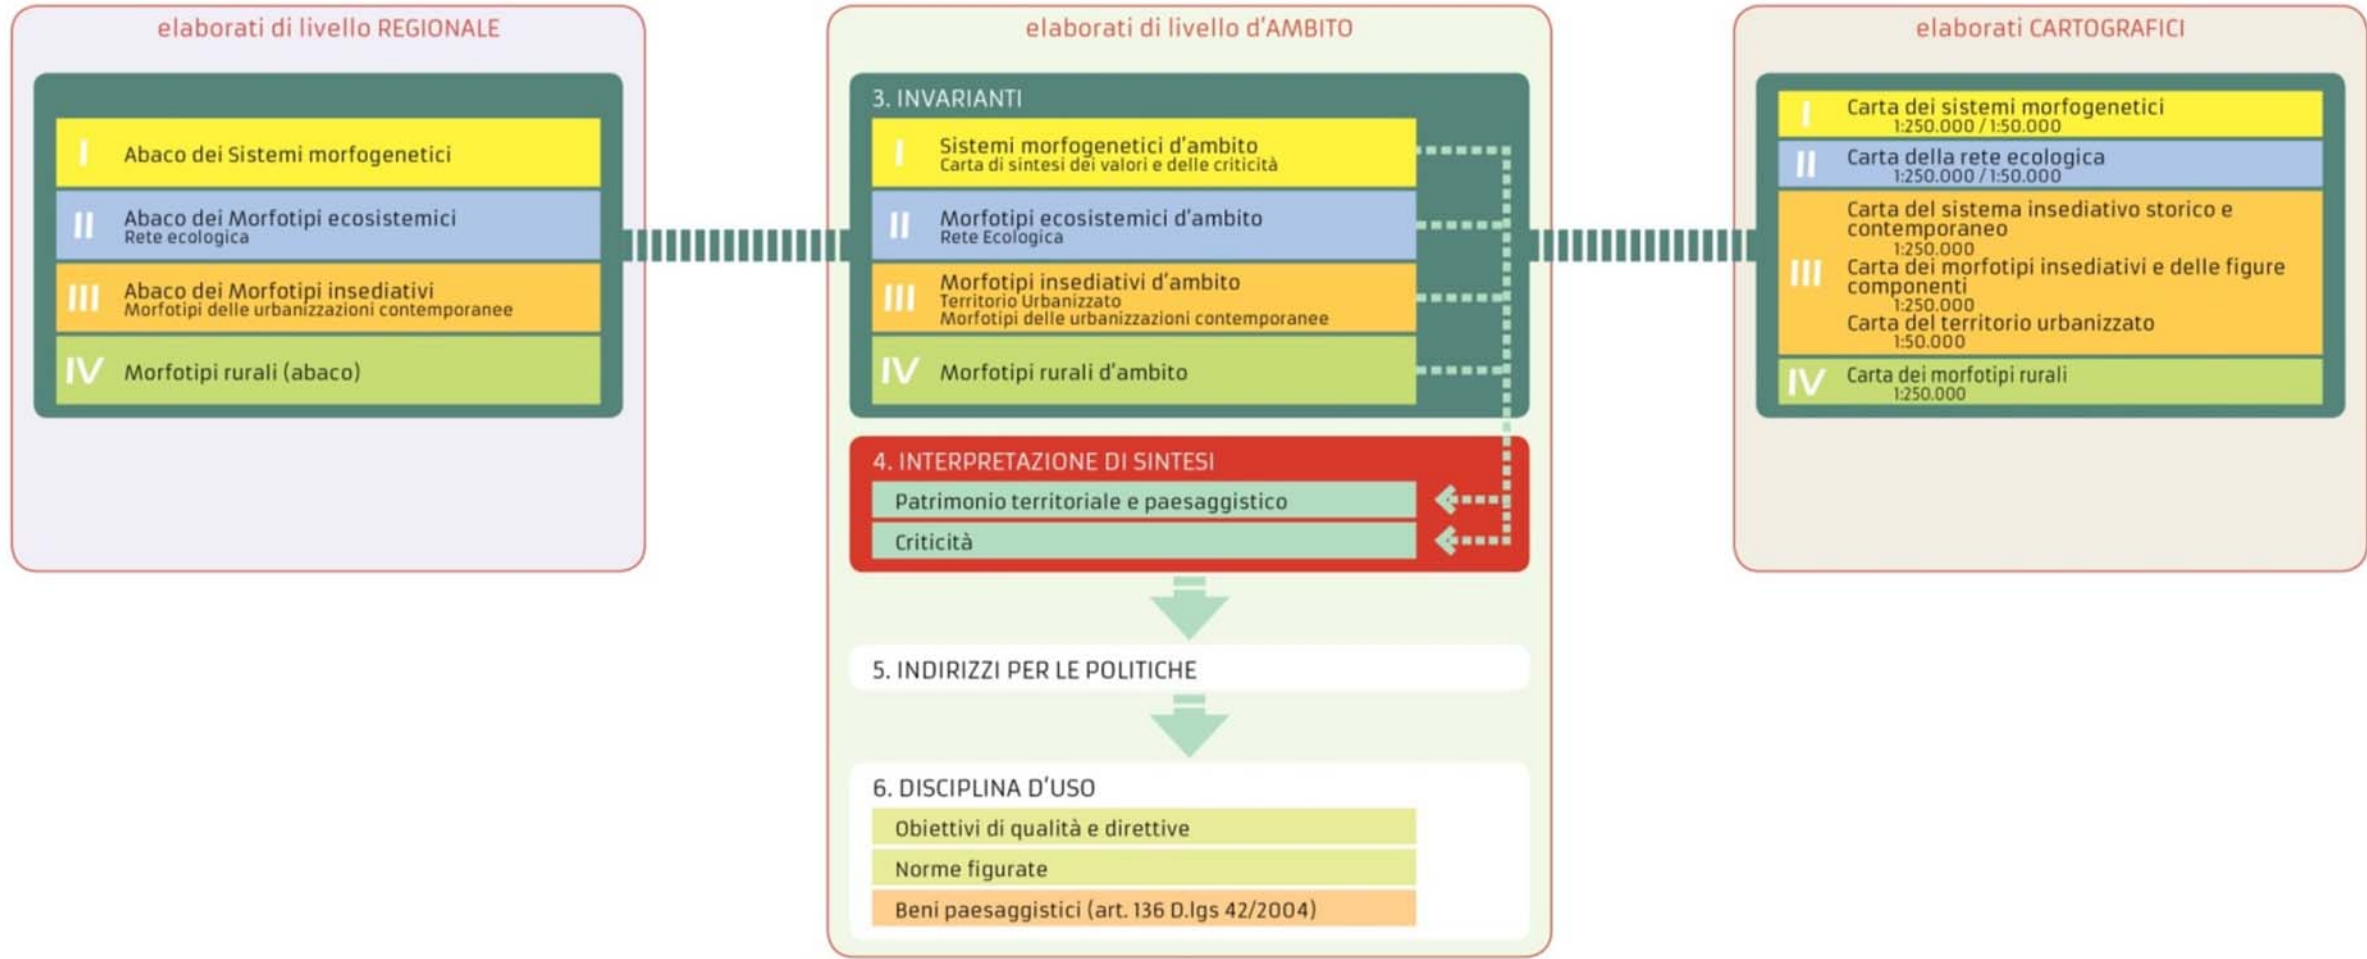 elaborati di livello REGIONALE
I
Abaco dei Sistemi morfogenetici
II
Abaco dei Morfotipi ecosistemici
Rete ecologica
III
Abaco dei Morfotipi insediativi
Morfotipi delle urbanizzazioni contemporanee
IV
Morfotipi rurali (abaco)
elaborati di livello d'AMBITO
3. INVARIANTI
I
Sistemi morfogenetici d'ambito
Carta di sintesi dei valori e delle criticità
II
Morfotipi ecosistemici d'ambito
Rete Ecologica
III
Morfotipi insediativi d'ambito
Territorio Urbanizzato
Morfotipi delle urbanizzazioni contemporanee
IV
Morfotipi rurali d'ambito
4. INTERPRETAZIONE DI SINTESI
Patrimonio territoriale e paesaggistico
Criticità
5. INDIRIZZI PER LE POLITICHE
6. DISCIPLINA D'USO
Obiettivi di qualità e direttive
Norme figurate
Beni paesaggistici (art. 136 D.lgs 42/2004)
elaborati CARTOGRAFICI
I
Carta dei sistemi morfogenetici
1:250.000 / 1:50.000
II
Carta della rete ecologica
1:250.000 / 1:50.000
III
Carta del sistema insediativo storico e
contemporaneo
1:250.000
Carta dei morfotipi insediativi e delle figure
componenti
1:250.000
Carta del territorio urbanizzato
1:50.000
IV
Carta dei morfotipi rurali
1:250.000